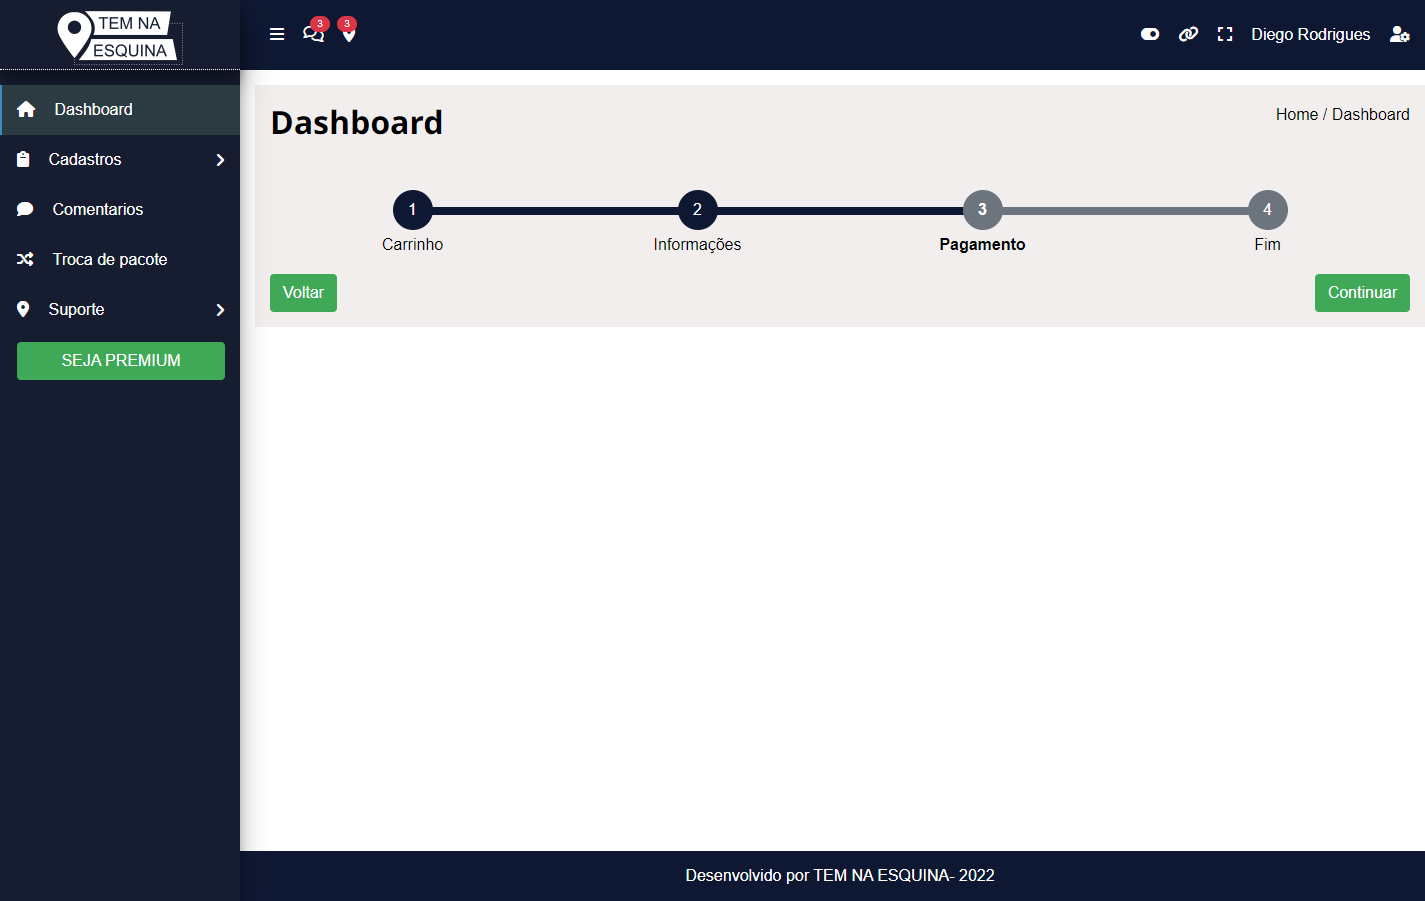 TEM NA
ESQUINA
3
3
Diego Rodrigues
Dashboard
Cadastros
Comentarios
Troca de pacote
Suporte
SEJA PREMIUM
Dashboard
Home / Dashboard
1
2
3
4
Carrinho
Informações
Pagamento
Fim
Voltar
Continuar
Desenvolvido por TEM NA ESQUINA- 2022